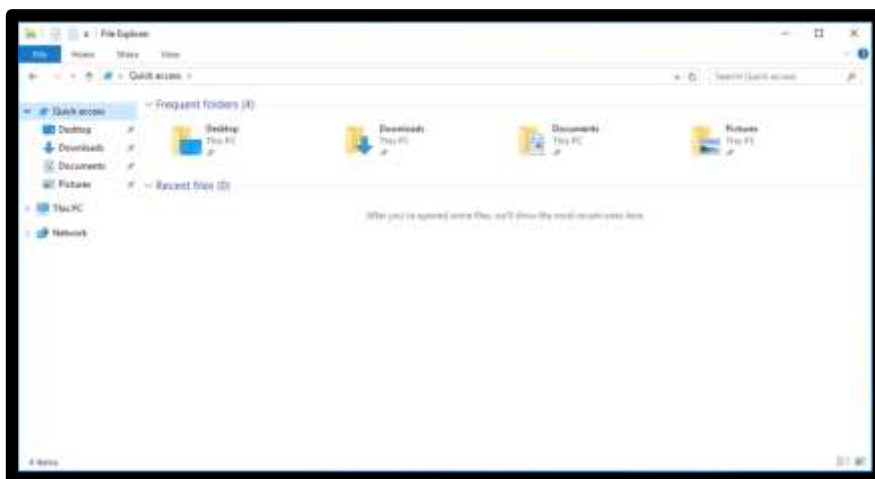 File Explorer
File Home Share View
Quick access
Search Quick access
Quick access
Desktop
Downloads
Documents
Pictures
This PC
Network
Frequent folders (4)
Desktop
This PC
Downloads
This PC
Documents
This PC
Pictures
This PC
Recent files (0)
After you've opened some files, we'll show the most recent ones here.
4 items